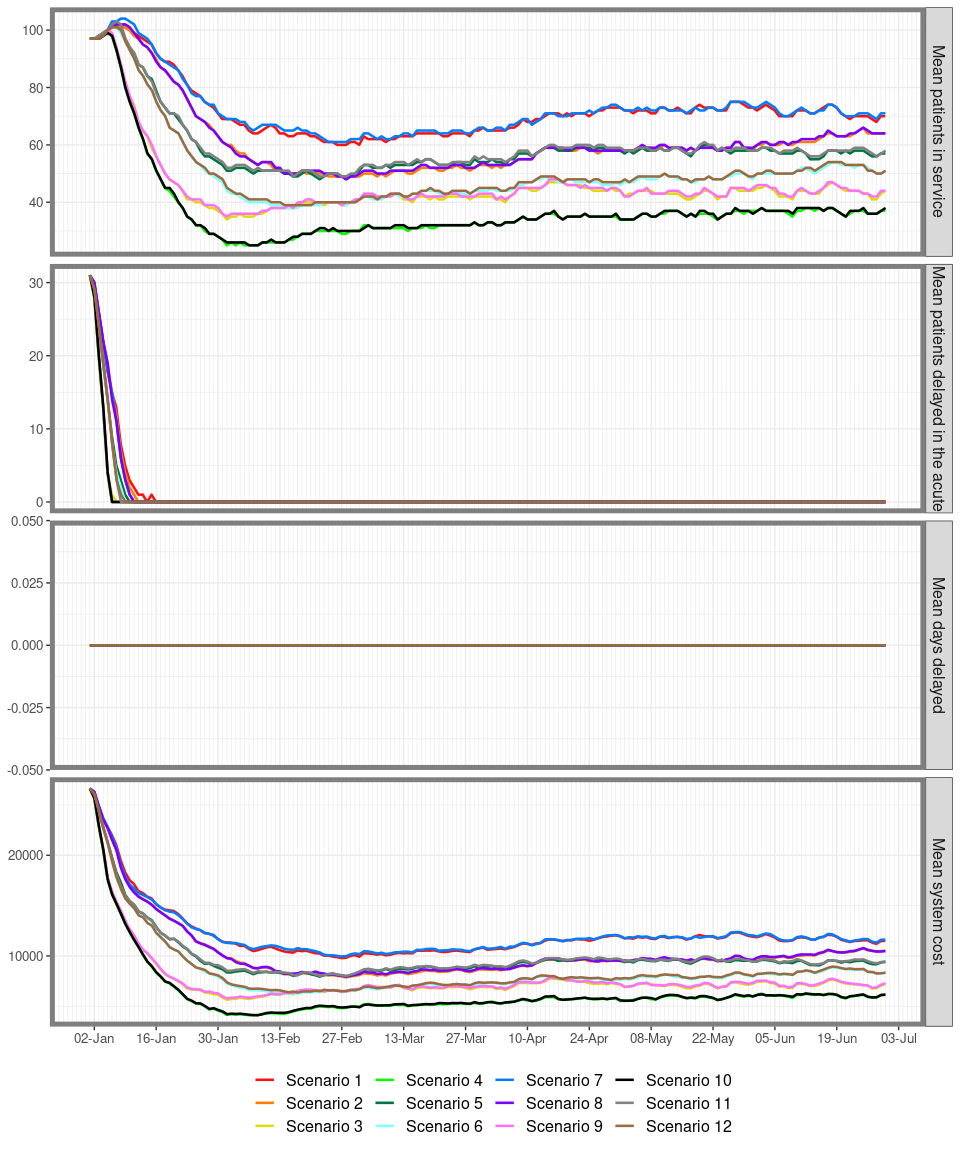 100
80
60
40
Mean patients in service
30
20
10
0
Mean patients delayed in the acute
0.050
0.025
0.000
-0.025
-0.050
Mean days delayed
20000
10000
Mean system cost
02-Jan 16-Jan 30-Jan 13-Feb 27-Feb 13-Mar 27-Mar 10-Apr 24-Apr 08-May 22-May 05-Jun 19-Jun 03-Jul
Scenario 1 Scenario 4 Scenario 7 Scenario 10
Scenario 2 Scenario 5 Scenario 8 Scenario 11
Scenario 3 Scenario 6 Scenario 9 Scenario 12